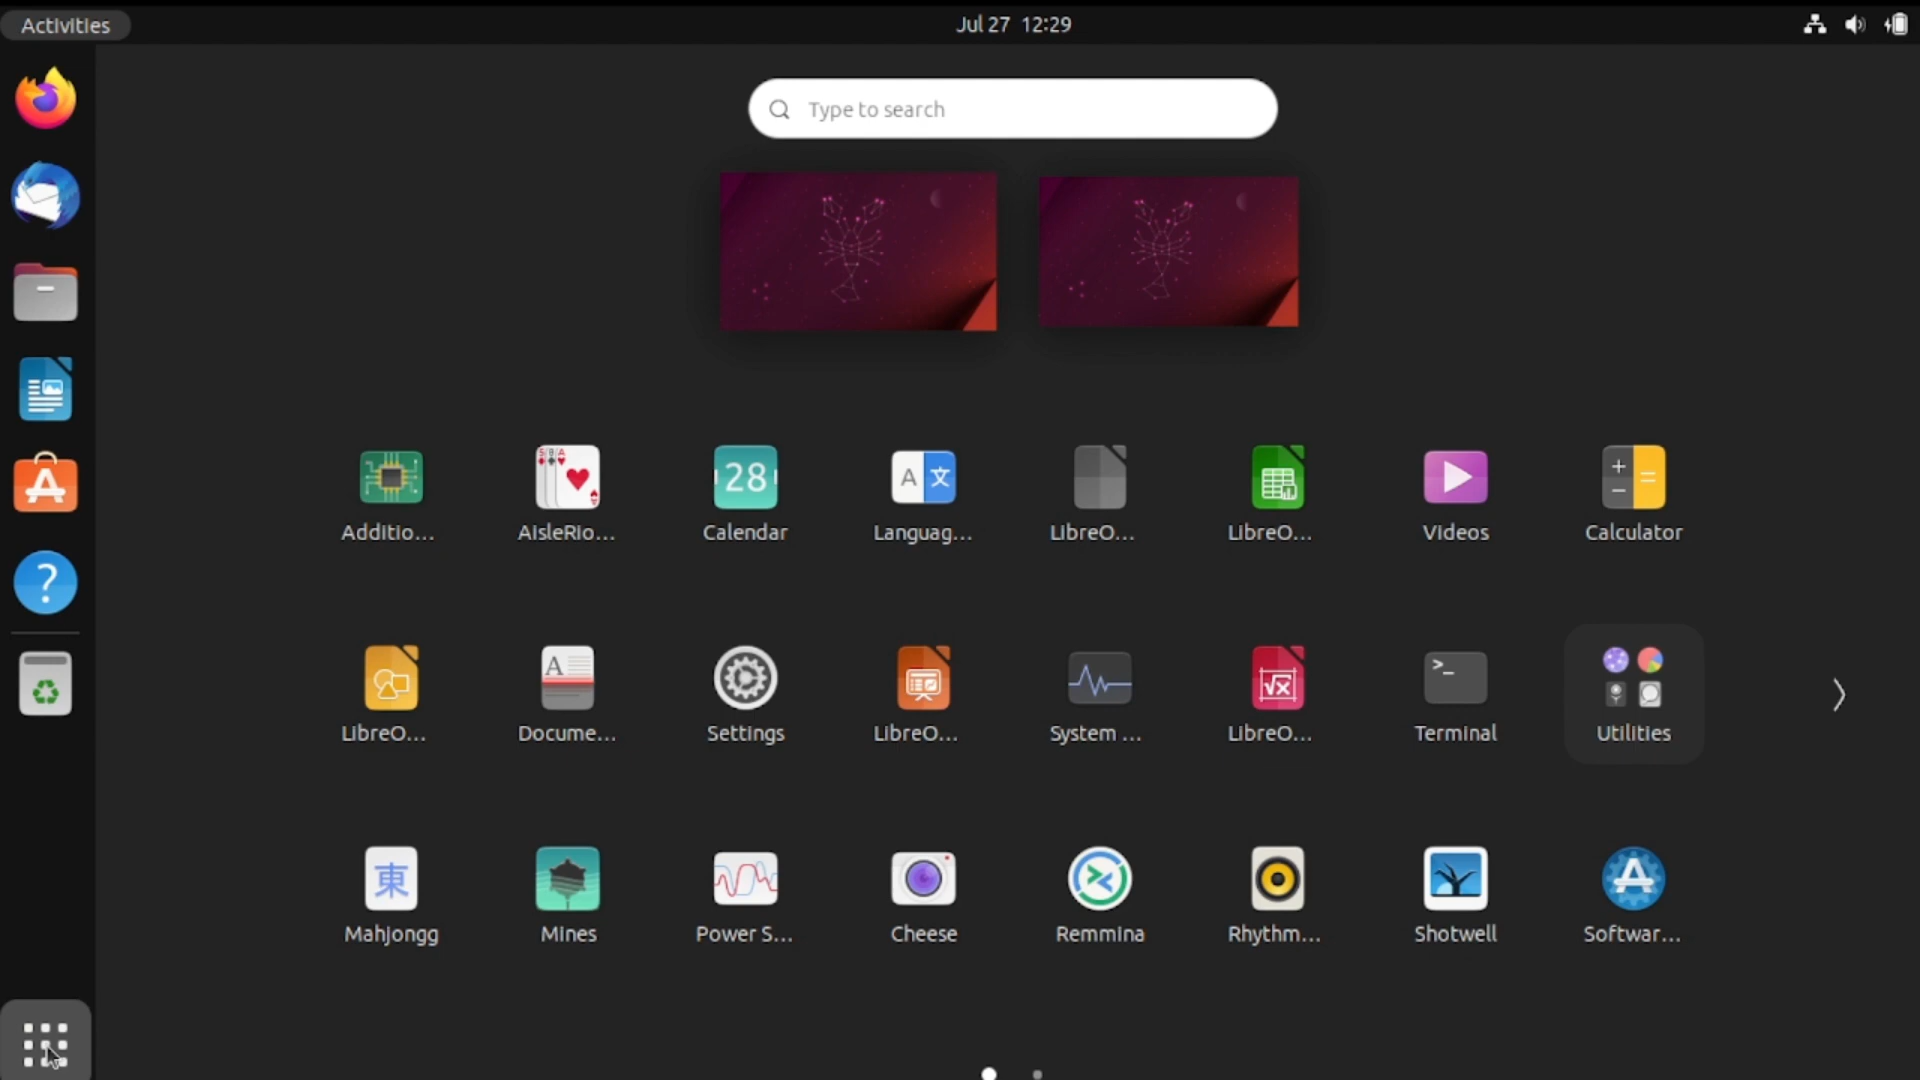 Activities
Jul 27 12:29
Type to search
Additio...
AisleRio...
28
Calendar
A 文
Languag...
LibreO...
LibreO...
Videos
Calculator
LibreO...
A
Docume...
Settings
LibreO...
System ...
√x
LibreO...
>_
Terminal
Utilities
?
東
Mahjongg
Mines
Power S...
Cheese
Remmina
Rhythm...
Shotwell
Softwar...